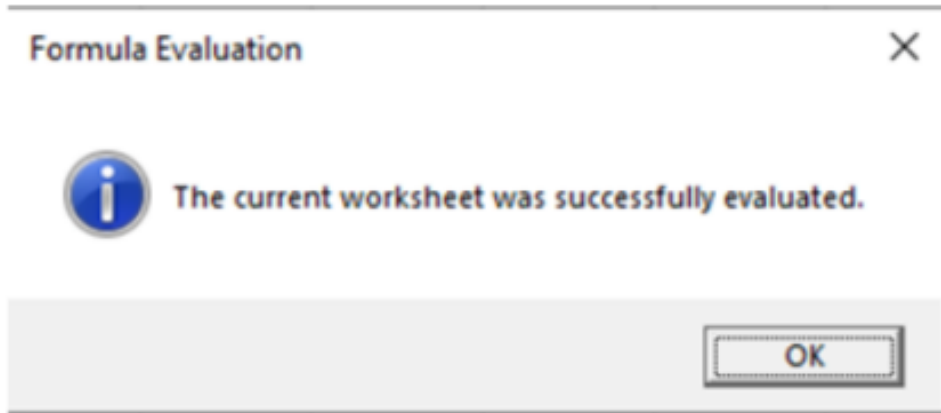 Formula Evaluation
The current worksheet was successfully evaluated.
OK